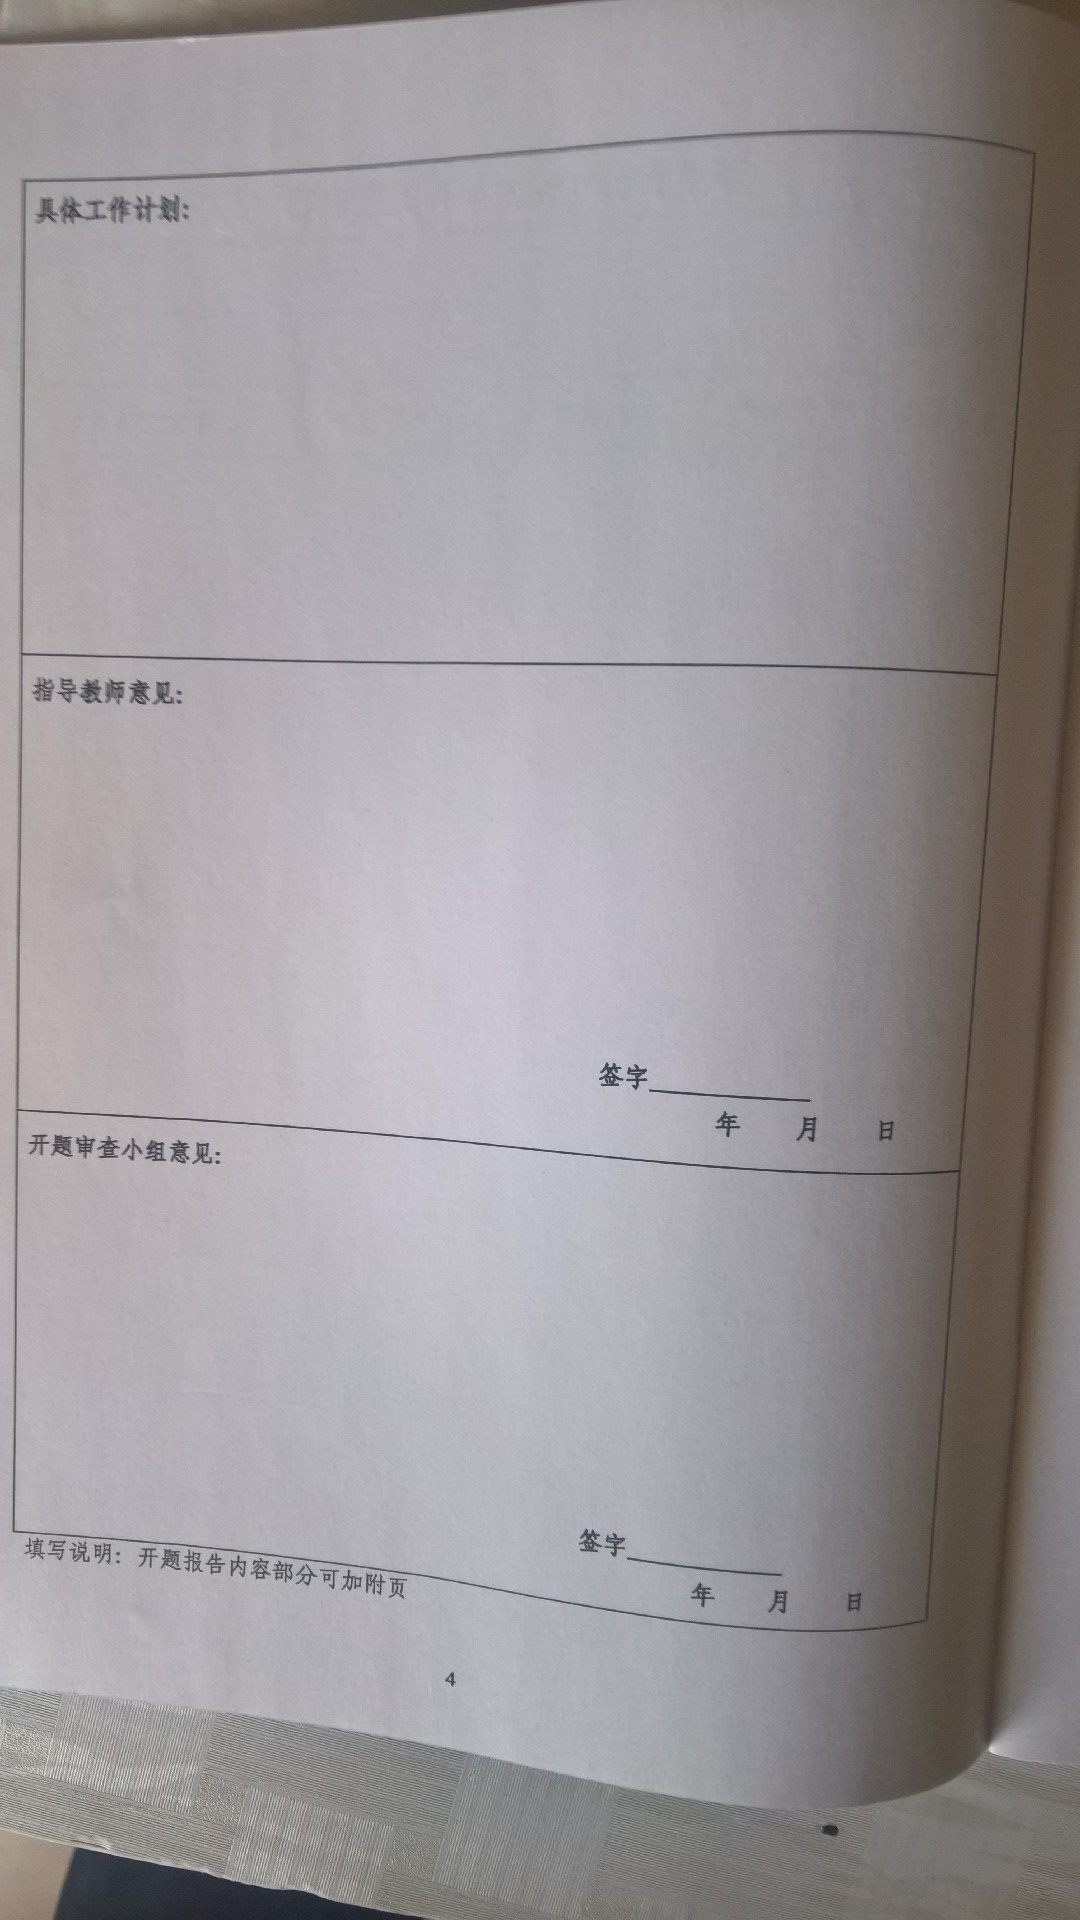 具体工作计划：
指导教师意见：
签字
年 月 日
开题审查小组意见：
签字
年 月 日
填写说明：开题报告内容部分可加附页
4